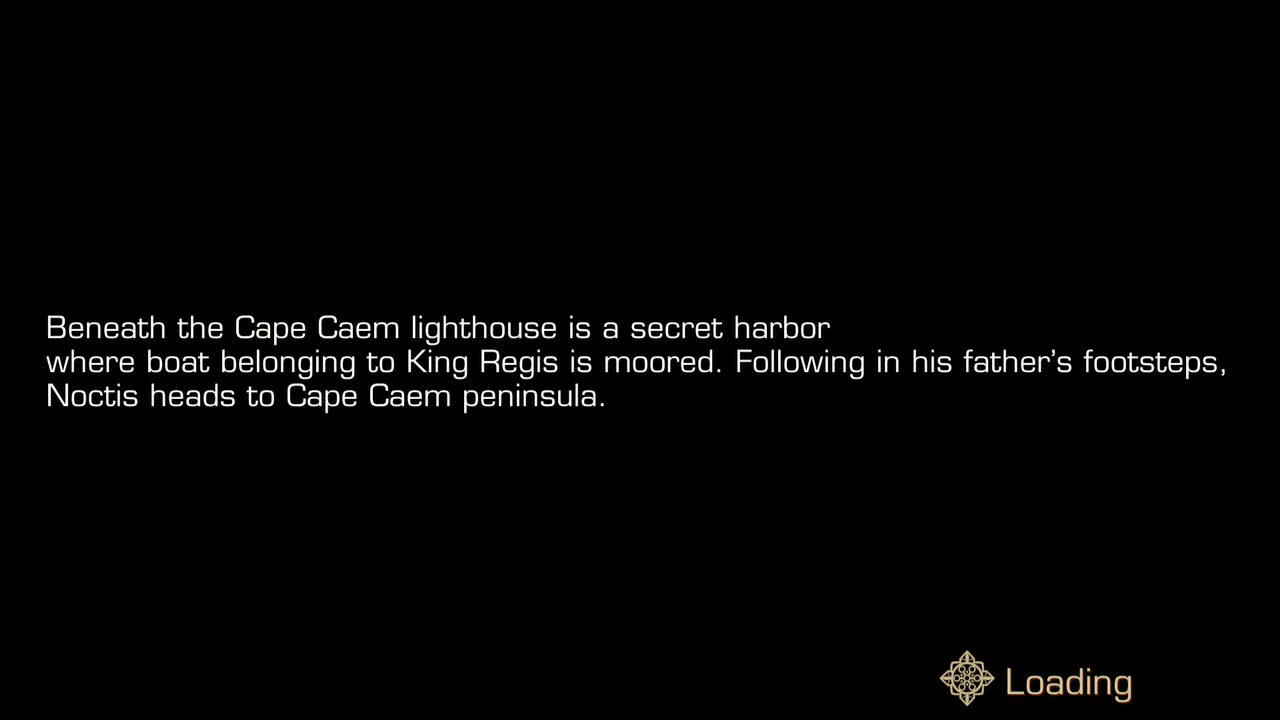 Beneath the Cape Caem lighthouse is a secret harbor
where boat belonging to King Regis is moored. Following in his father’s footsteps,
Noctis heads to Cape Caem peninsula.
Loading